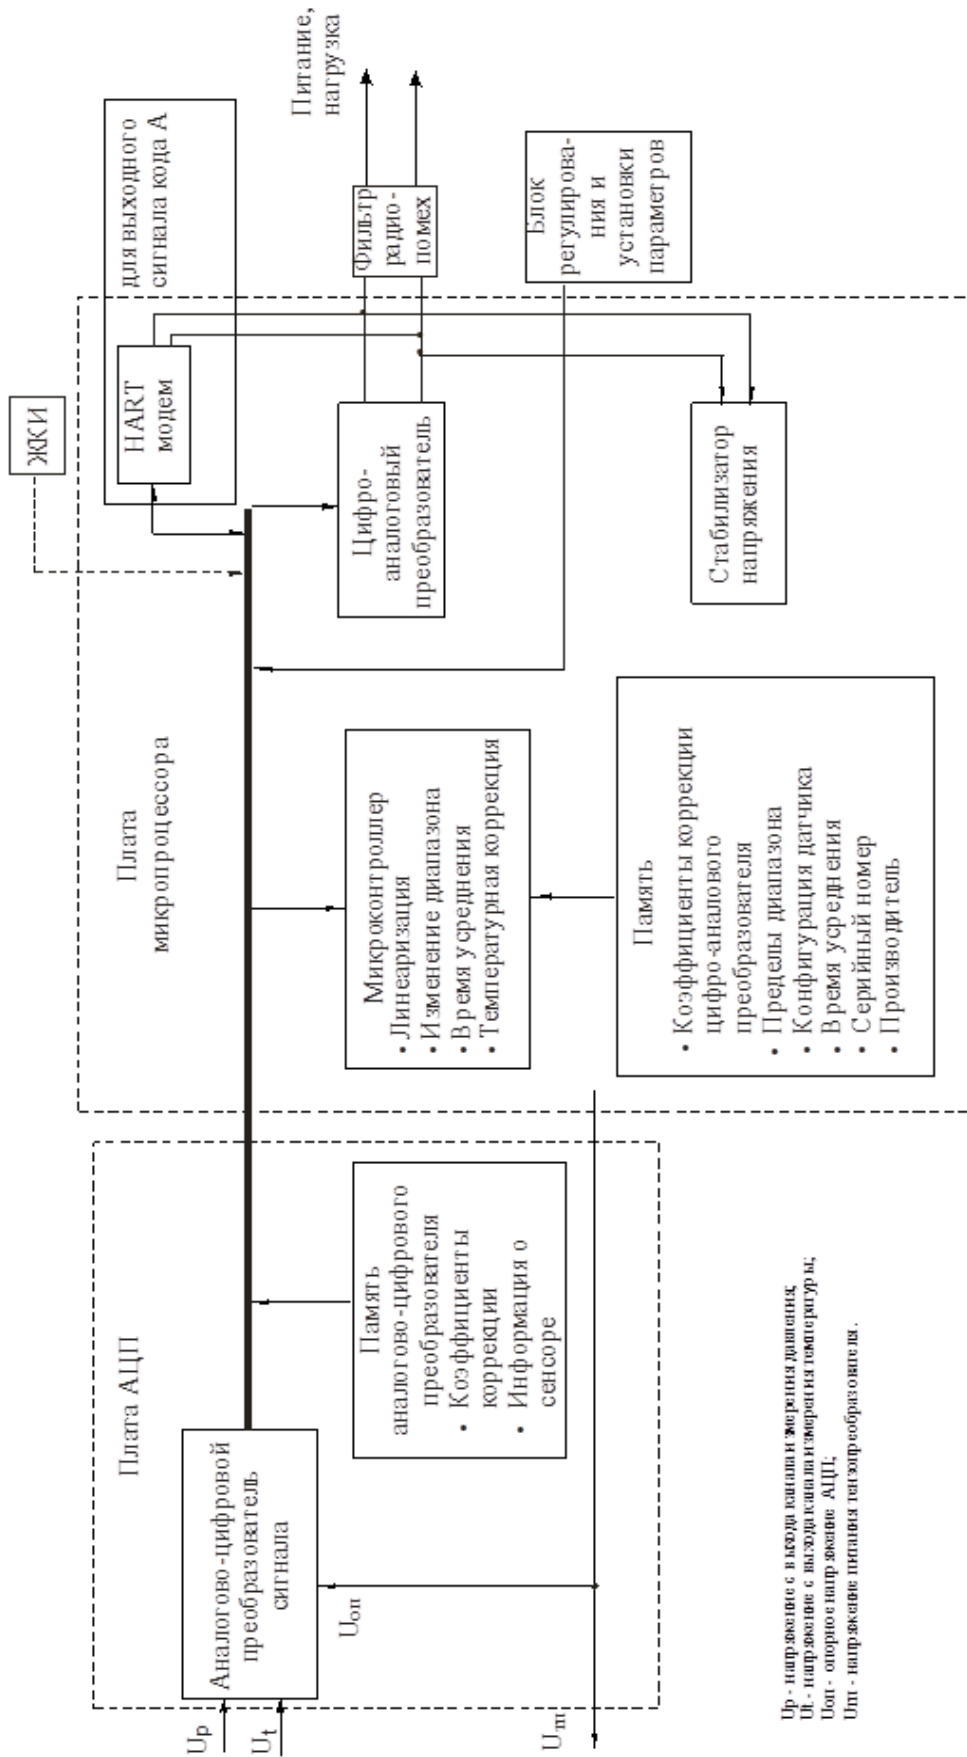 ЖКИ
для выходного
сигнала кода А
HART
модем
Питание,
нагрузка
Фильтр
радио-
помех
Блок
регулирова-
ния и
установки
параметров
Плата
микропроцессора
Цифро-
аналоговый
преобразователь
Стабилизатор
напряжения
Микроконтроллер
• Линеаризация
• Изменение диапазона
• Время усреднения
• Температурная коррекция
Память
• Коэффициенты коррекции
цифро-аналового
преобразователя
• Пределы диапазона
• Конфигурация датчика
• Время усреднения
• Серийный номер
• Производитель
Плата АЦП
Аналогово-цифровой
преобразователь
сигнала
Память
аналогово-цифрового
преобразователя
• Коэффициенты
коррекции
• Информация о
сенсоре
Up
Ut
Uоп
Uпт
Up - напряжение с выхода канала измерения давления;
Ut - напряжение с выхода канала измерения температуры;
Uоп - опорное напряжение АЦП;
Uпт - напряжение питания тензопреобразователя.